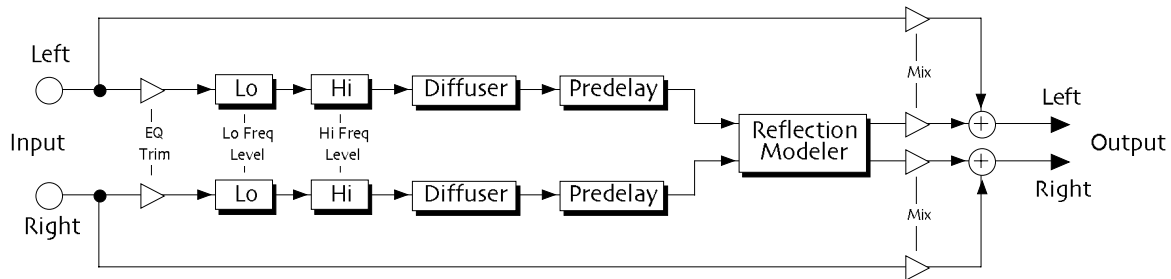 Left
Input
Right
EQ
Trim
Lo
Lo Freq
Level
Lo
Hi
Hi Freq
Level
Hi
Diffuser
Diffuser
Predelay
Predelay
Reflection
Modeler
Mix
Mix
Left
Output
Right